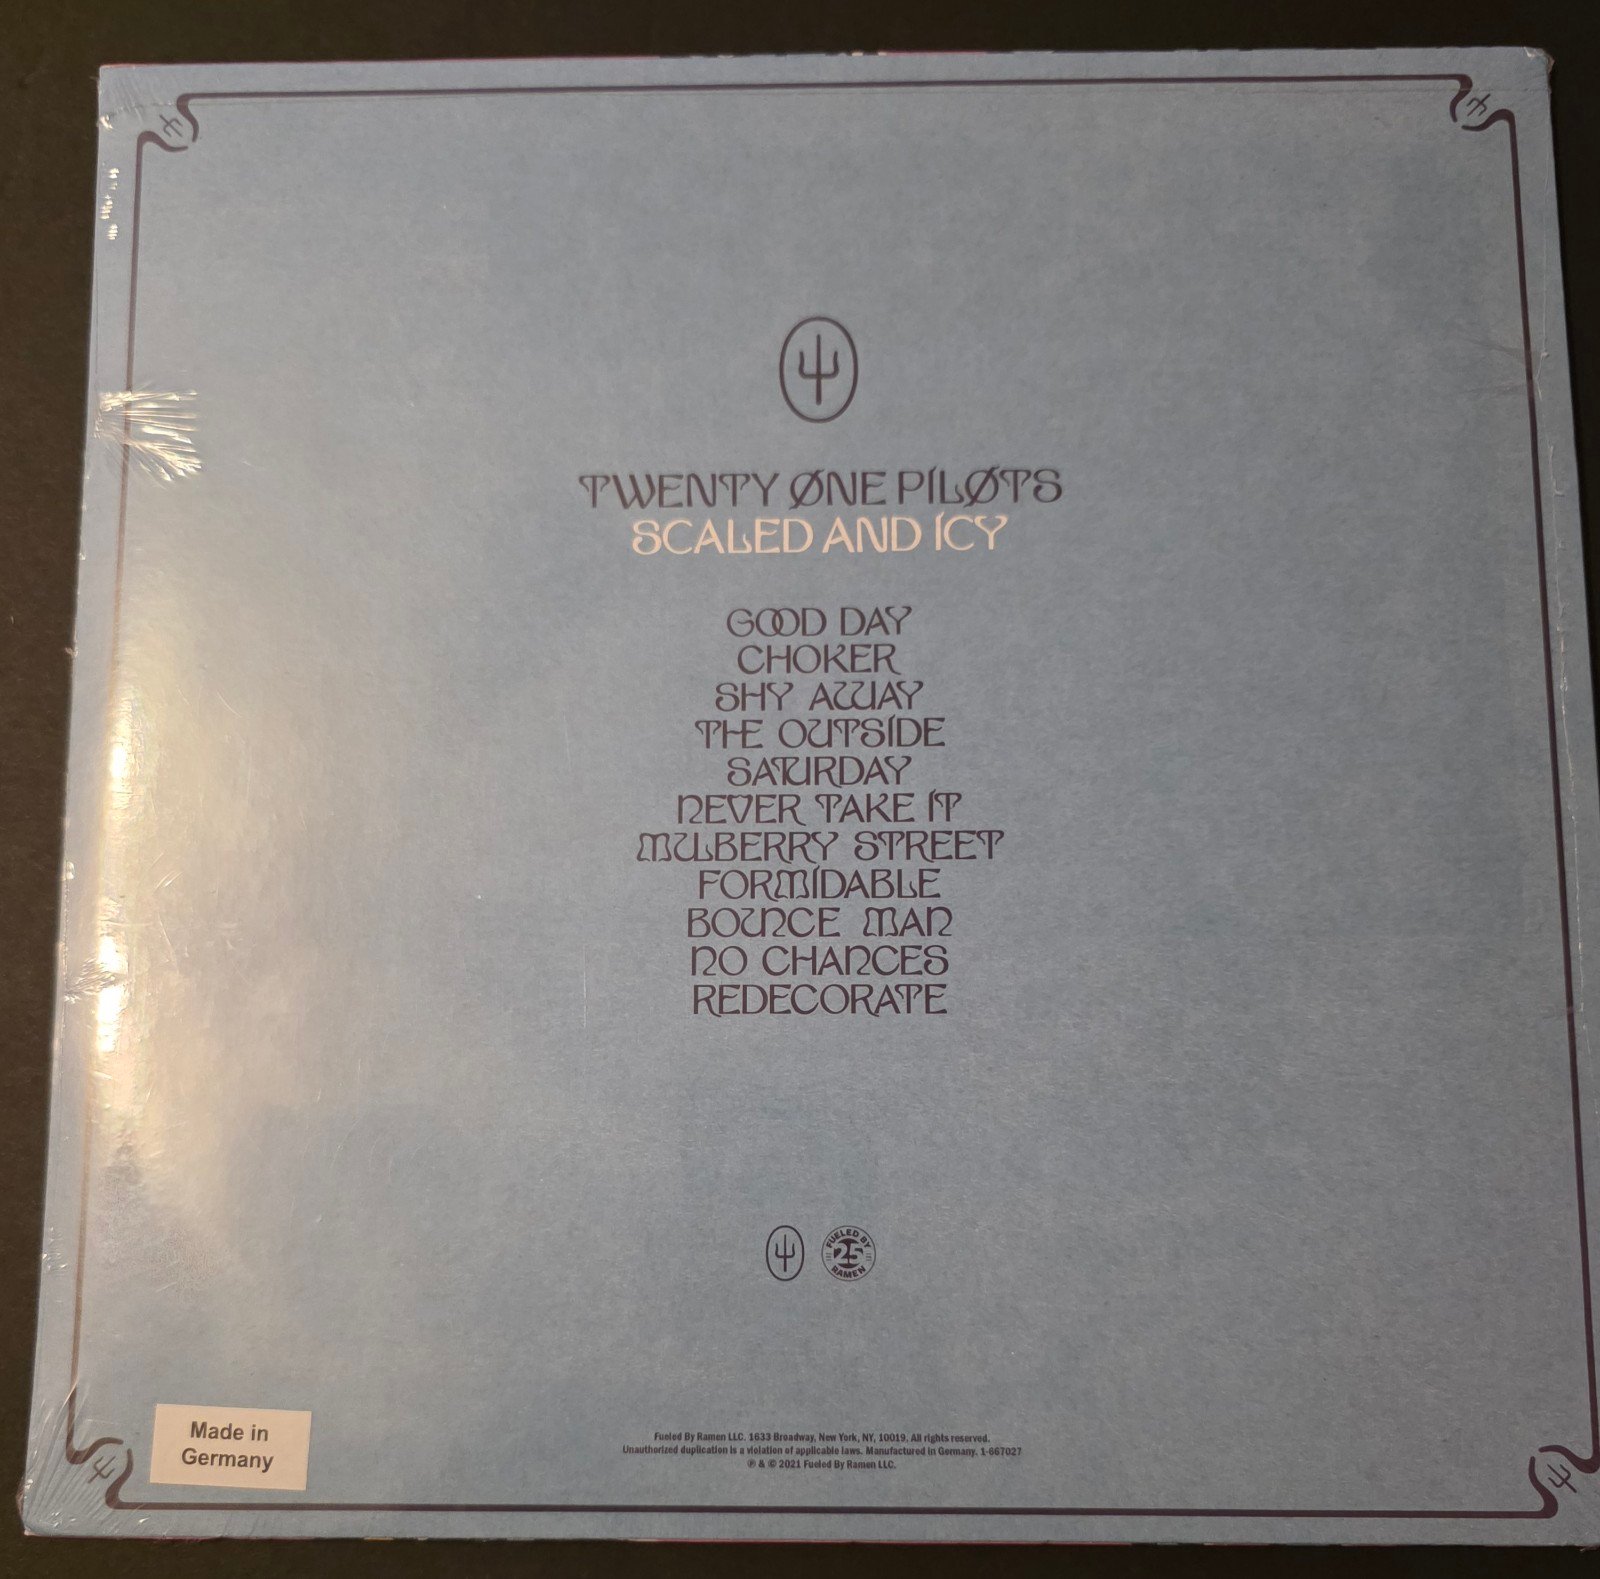 TWENTY ØNE PILØTS
SCALED AND ICY
GOOD DAY
CHOKER
SHY AWAY
THE OUTSIDE
SATURDAY
NEVER TAKE IT
MULBERRY STREET
FORMIDABLE
BOUNCE MAN
NO CHANCES
REDECORATE
FUELED BY
25
RAMEN
Made in
Germany
Fueled By Ramen LLC. 1633 Broadway, New York, NY, 10019. All rights reserved.
Unauthorized duplication is a violation of applicable laws. Manufactured in Germany. 1-667027
℗ & © 2021 Fueled By Ramen LLC.